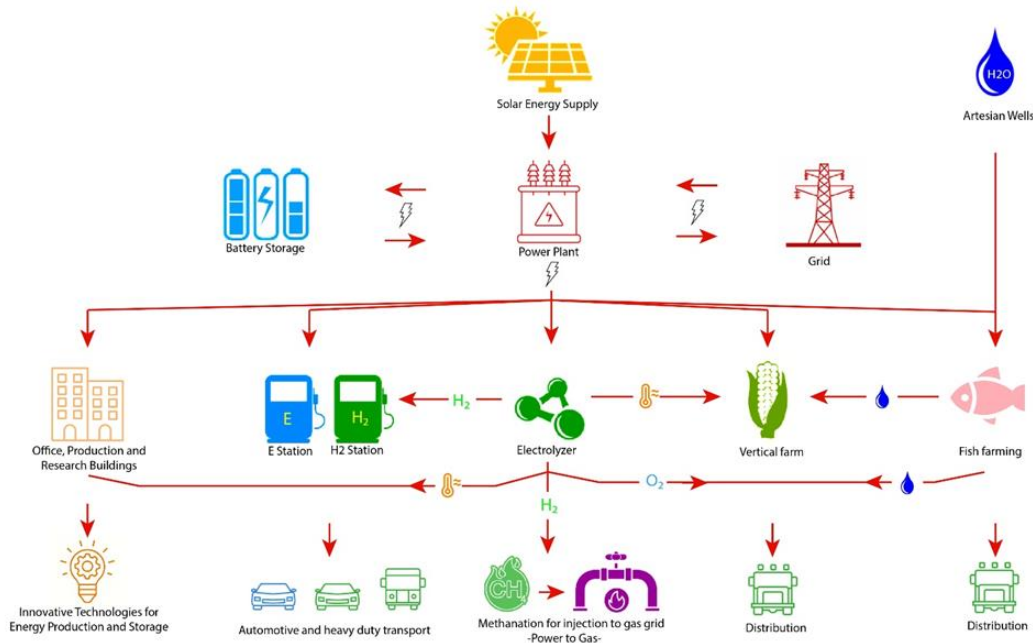 H2O
Solar Energy Supply
Artesian Wells
Battery Storage
Power Plant
Grid
E
H₂
H₂
E Station
H2 Station
Electrolyzer
Vertical farm
Fish farming
Office, Production and
Research Buildings
O₂
H₂
CH
Innovative Technologies for
Energy Production and Storage
Automotive and heavy duty transport
Methanation for injection to gas grid
-Power to Gas-
Distribution
Distribution